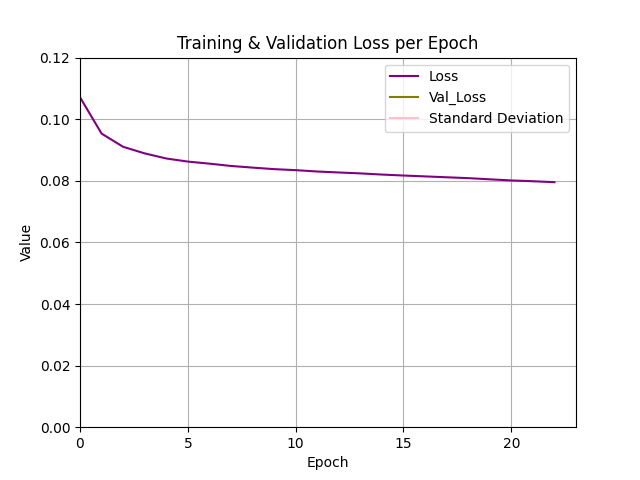 Training & Validation Loss per Epoch
Loss
Val_Loss
Standard Deviation
Value
0.12
0.10
0.08
0.06
0.04
0.02
0.00
0 5 10 15 20
Epoch